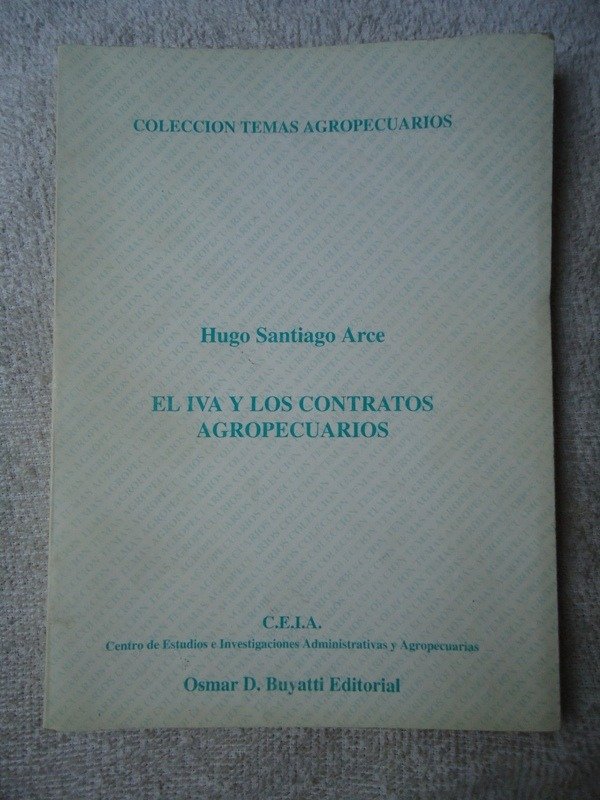 COLECCION TEMAS AGROPECUARIOS
Hugo Santiago Arce
EL IVA Y LOS CONTRATOS
AGROPECUARIOS
C.E.I.A.
Centro de Estudios e Investigaciones Administrativas y Agropecuarias
Osmar D. Buyatti Editorial